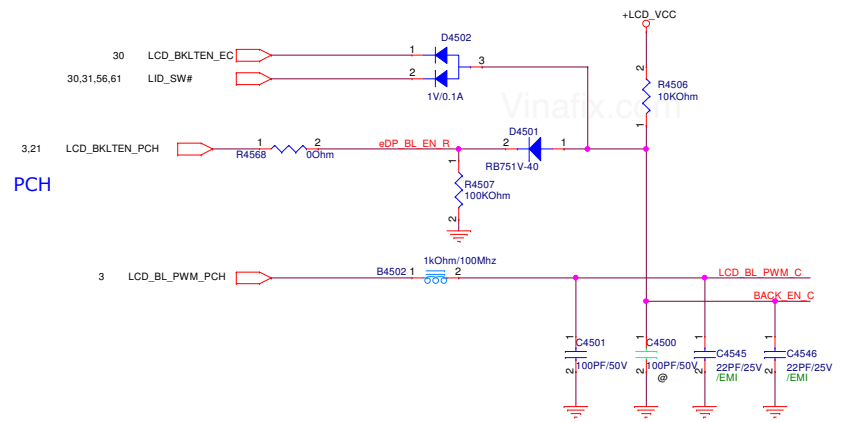 +LCD_VCC
D4502
30 LCD_BKLTEN_EC 1
3
30,31,56,61 LID_SW# 2
1V/0.1A
2
R4506
10KOhm
1
Vinafix.com
D4501
3,21 LCD_BKLTEN_PCH 1 2 eDP_BL_EN_R 2 1
R4568 0Ohm
RB751V-40
PCH
1
R4507
100KOhm
2
1kOhm/100Mhz
3 LCD_BL_PWM_PCH B4502 1 2 LCD_BL_PWM_C
BACK_EN_C
1 C4501
2 100PF/50V
1 C4500
2 100PF/50V
@
1 C4545
2 22PF/25V
/EMI
1 C4546
2 22PF/25V
/EMI